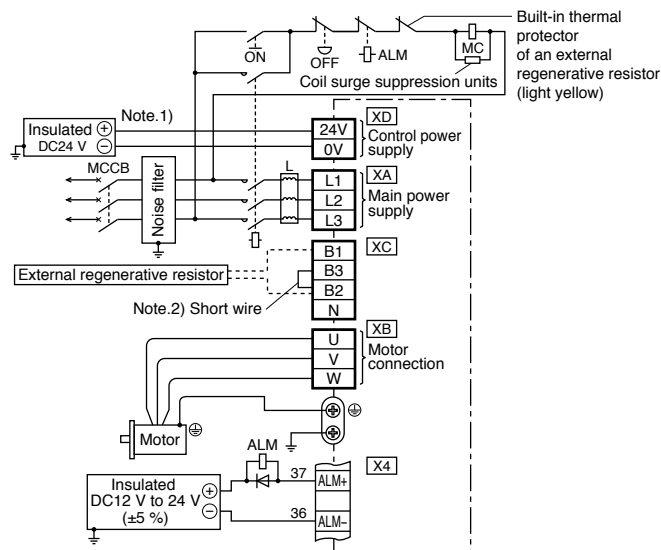 Built-in thermal
protector
of an external
regenerative resistor
(light yellow)
ON
OFF
ALM
MC
Coil surge suppression units
Note.1)
Insulated
DC24 V
XD
24V
0V
Control power
supply
MCCB
Noise filter
L
XA
L1
L2
L3
Main power
supply
XC
B1
B3
B2
N
External regenerative resistor
Note.2) Short wire
XB
U
V
W
Motor
connection
Motor
ALM
X4
Insulated
DC12 V to 24 V
(±5 %)
37
ALM+
36
ALM−